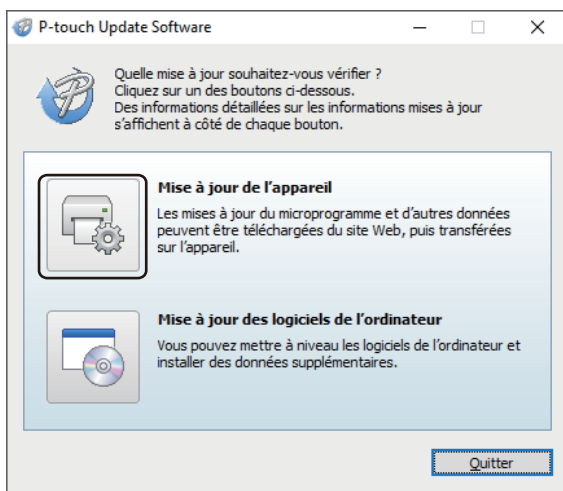 P-touch Update Software
Quelle mise à jour souhaitez-vous vérifier ?
Cliquez sur un des boutons ci-dessous.
Des informations détaillées sur les informations mises à jour
s'affichent à côté de chaque bouton.
Mise à jour de l'appareil
Les mises à jour du microprogramme et d'autres données
peuvent être téléchargées du site Web, puis transférées
sur l'appareil.
Mise à jour des logiciels de l'ordinateur
Vous pouvez mettre à niveau les logiciels de l'ordinateur et
installer des données supplémentaires.
Quitter